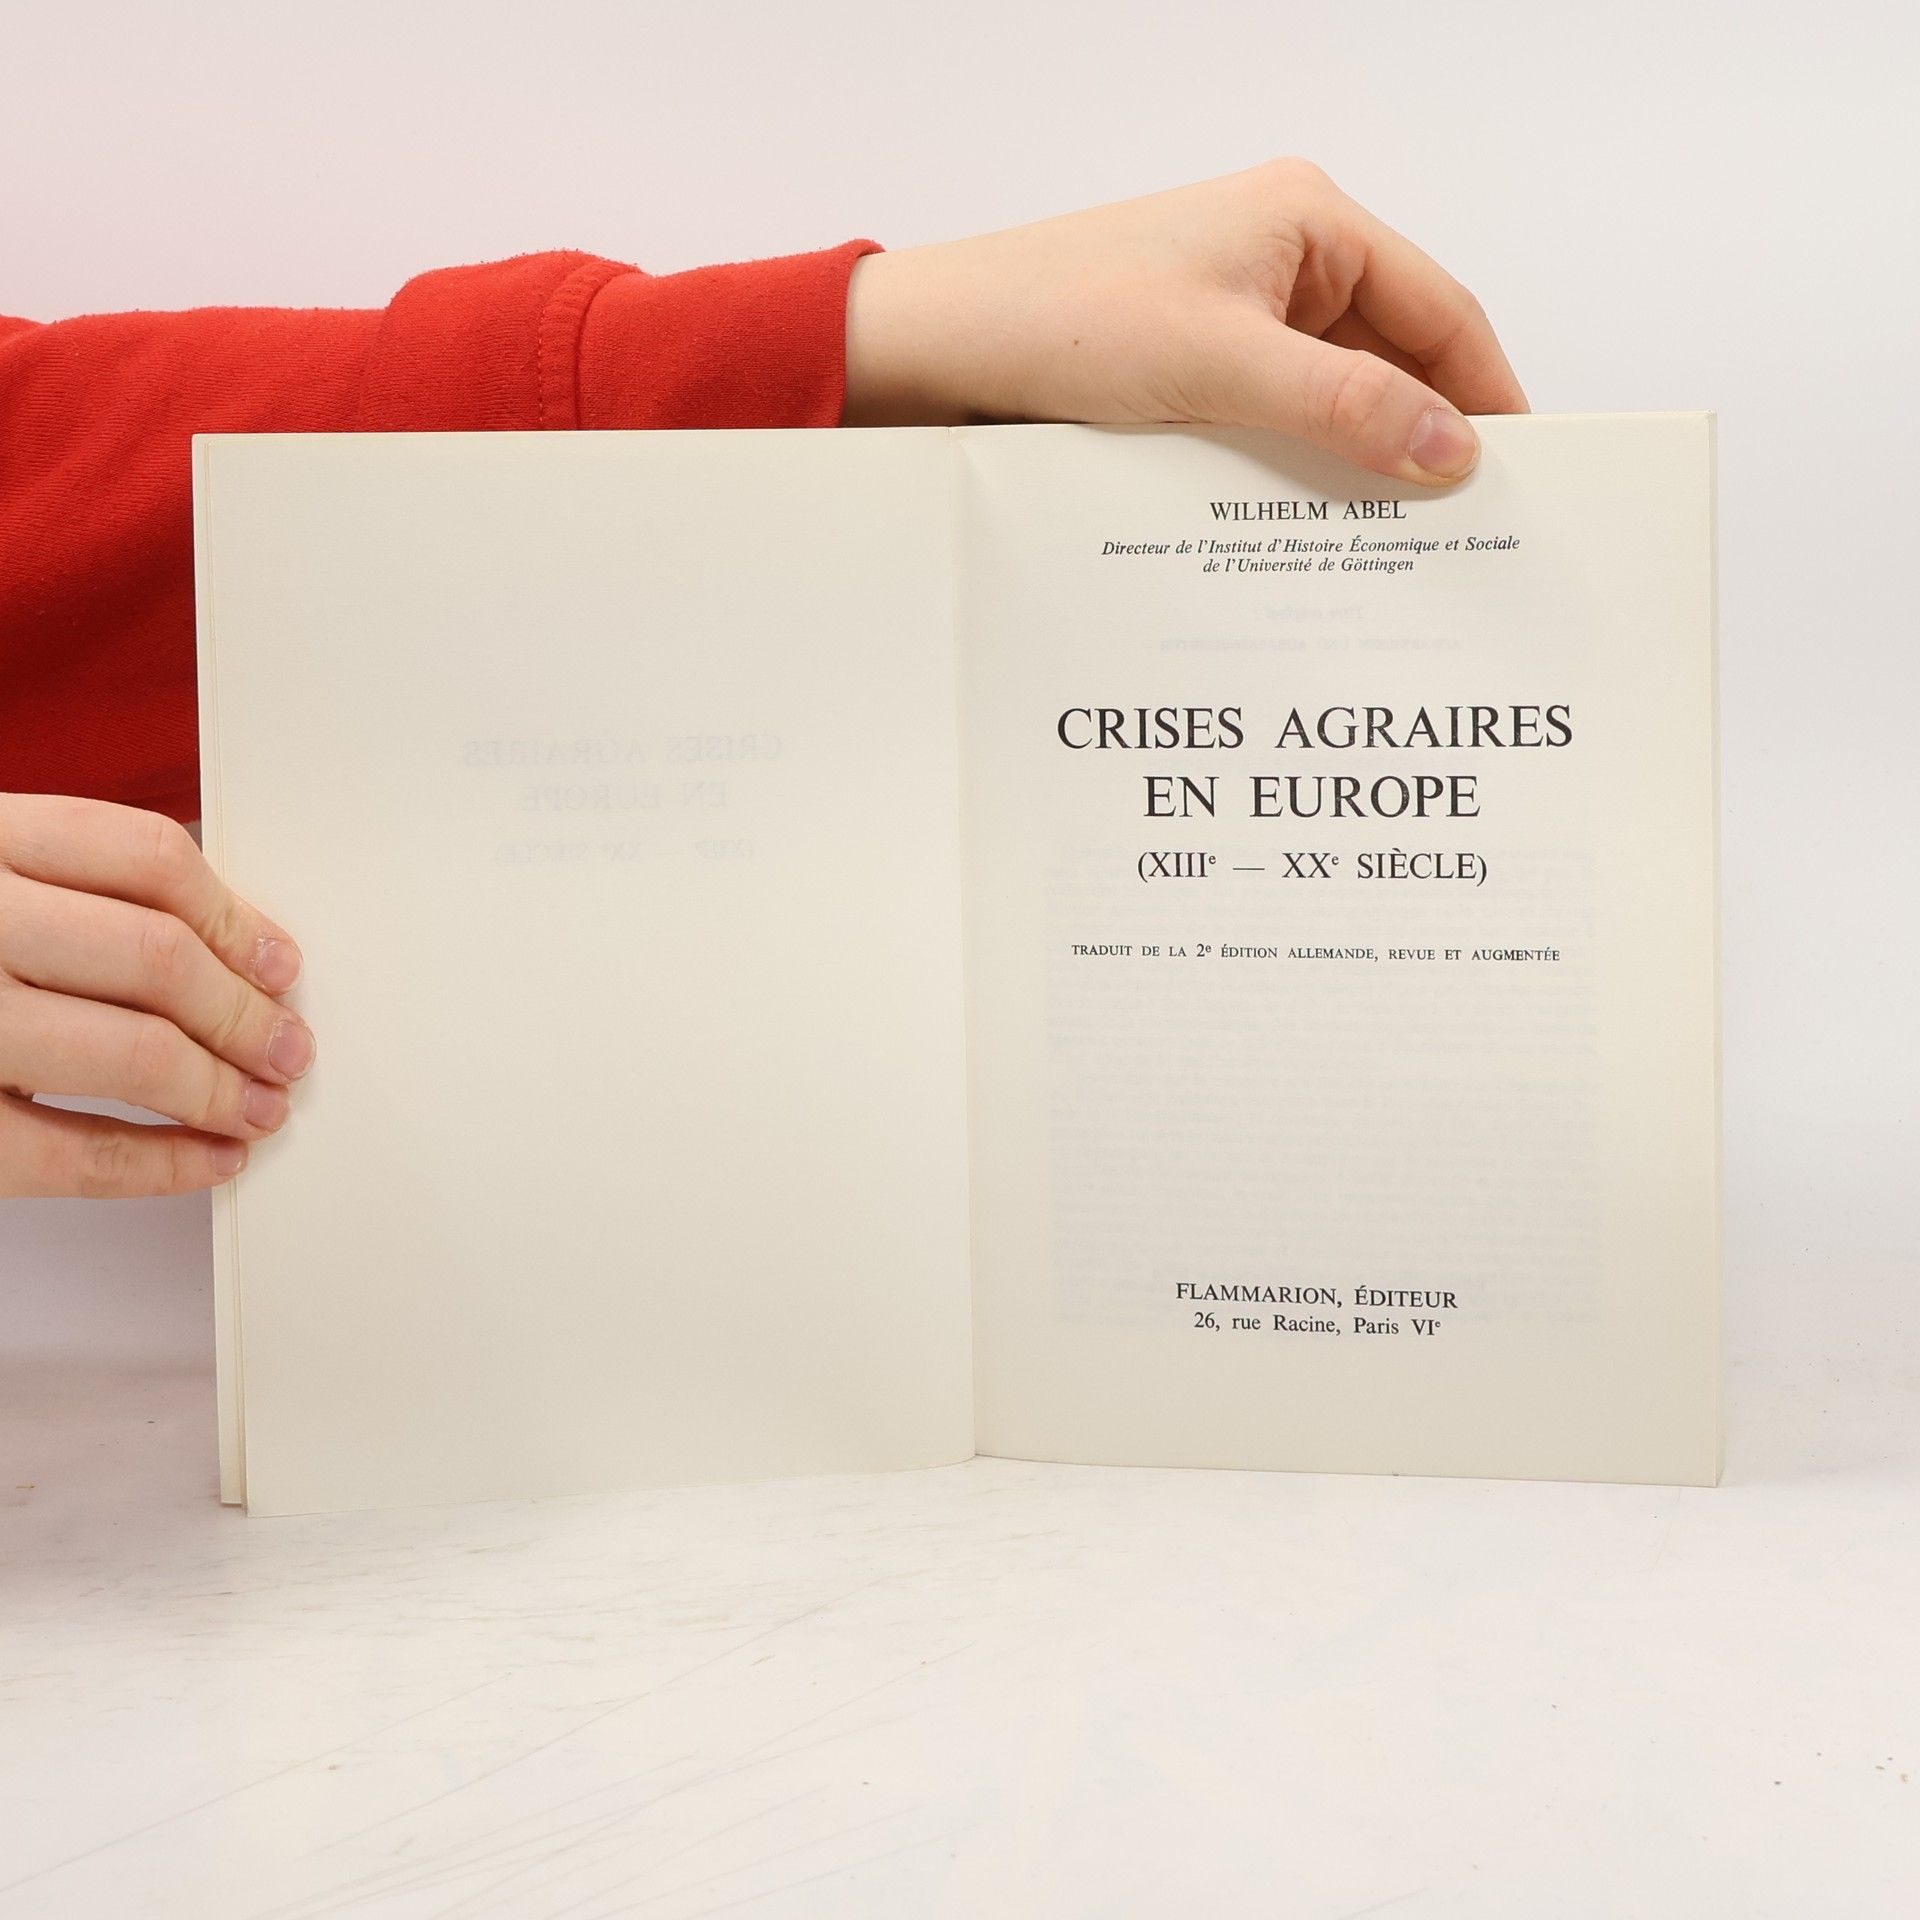 WILHELM ABEL
Directeur de l'Institut d'Histoire Économique et Sociale
de l'Université de Göttingen
CRISES AGRAIRES
EN EUROPE
(XIIIᵉ — XXᵉ SIÈCLE)
TRADUIT DE LA 2ᵉ ÉDITION ALLEMANDE, REVUE ET AUGMENTÉE
FLAMMARION, ÉDITEUR
26, rue Racine, Paris VIᵉ